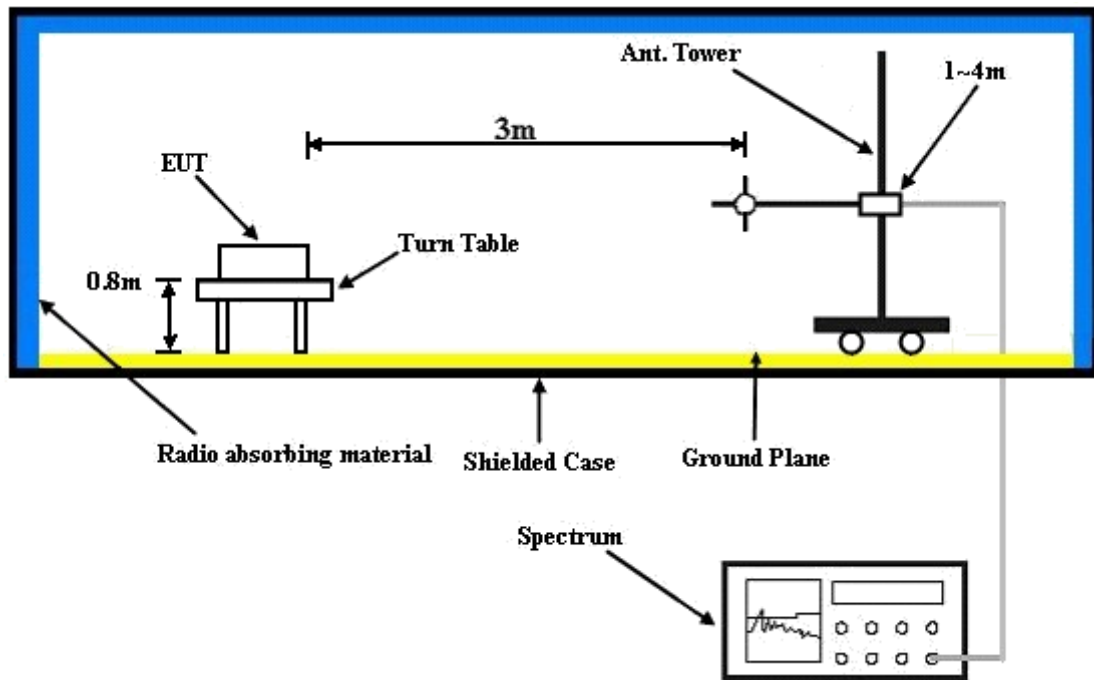 Ant. Tower
1~4m
3m
EUT
Turn Table
0.8m
Radio absorbing material
Shielded Case
Ground Plane
Spectrum